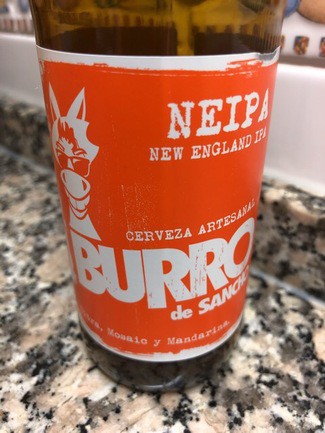 NEIPA
NEW ENGLAND IPA
CERVEZA ARTESANAL
BURRO
de SANCHO
Mosaic y Mandarina.